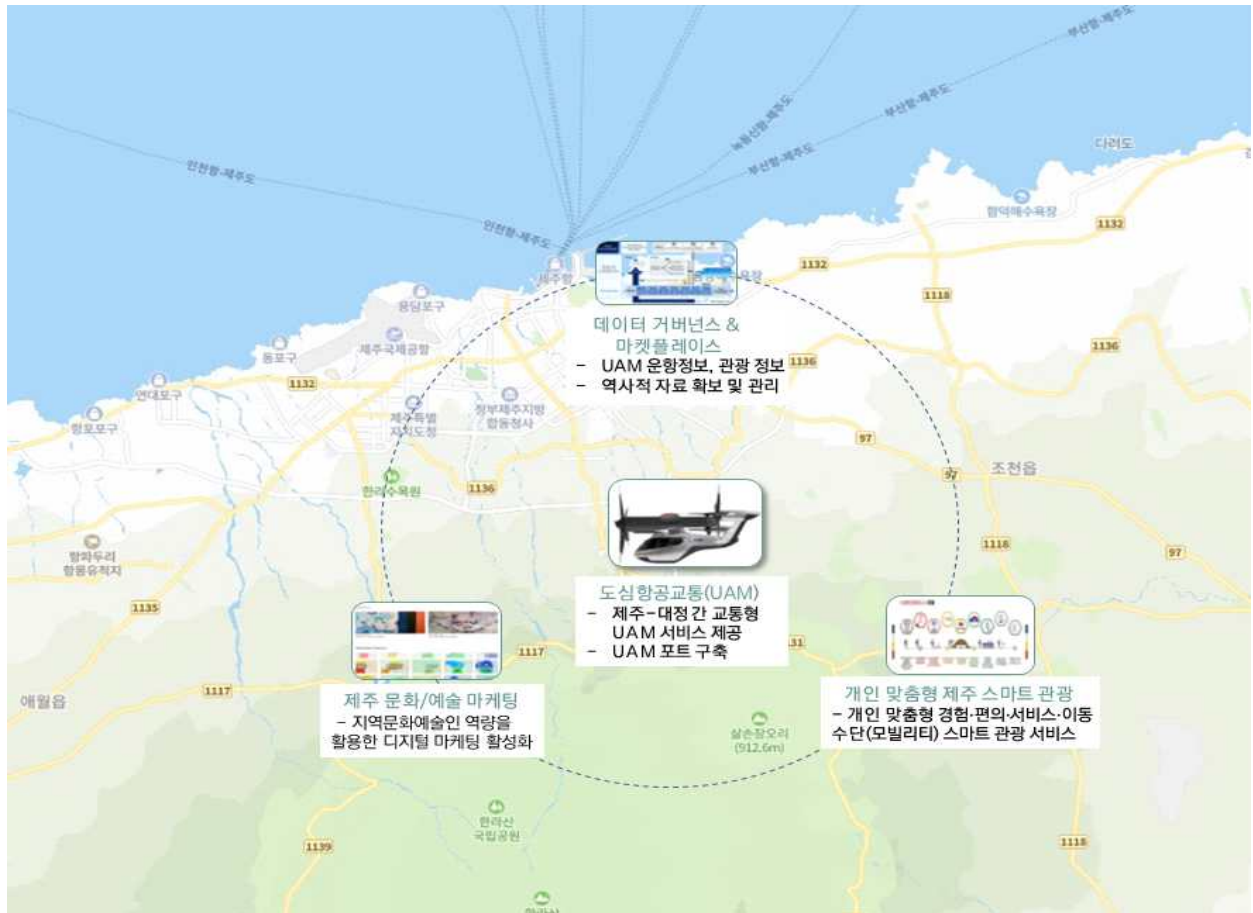 부산항-제주도
녹동신항-제주도
부산항-제주도
다려도
인천항-제주도
함덕해수욕장
1132
인천항-제주도
제주항
1132
1118
용담포구
제주국제공항
도두구
데이터 거버넌스 &
마켓플레이스
- UAM 운항정보, 관광 정보
- 역사적 자료 확보 및 관리
1136
1136
연대포구
1132
제주특별
자치도청
정부제주지방
합동청사
97
조천읍
97
한라수목원
1136
1118
97
항파두리
항몽유적지
1135
도심항공교통(UAM)
- 제주-대정 간 교통형
UAM 서비스 제공
- UAM 포트 구축
1117
1117
애월읍
제주 문화/예술 마케팅
- 지역문화예술인 역량을
활용한 디지털 마케팅 활성화
개인 맞춤형 제주 스마트 관광
- 개인 맞춤형 경험·편의·서비스·이동
수단(모빌리티) 스마트 관광 서비스
살손장오리
(912.6m)
한라산
국립공원
1139
1118
한라산